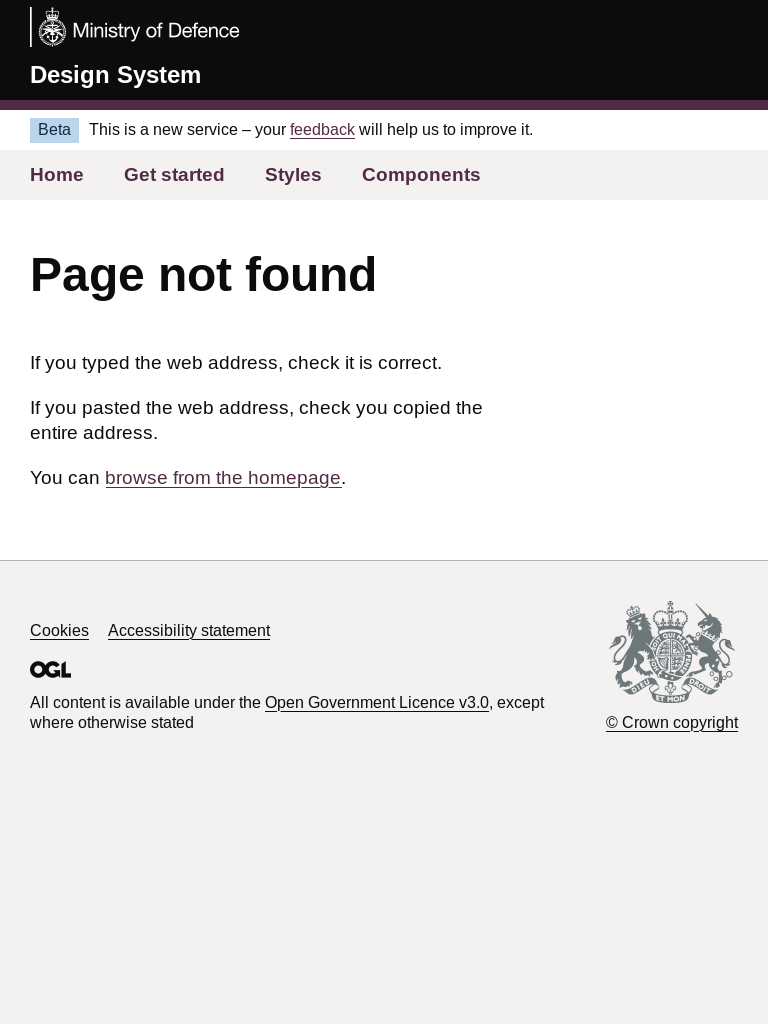 Ministry of Defence
Design System
Beta This is a new service – your feedback will help us to improve it.
Home Get started Styles Components
Page not found
If you typed the web address, check it is correct.
If you pasted the web address, check you copied the
entire address.
You can browse from the homepage.
Cookies Accessibility statement
OGL
All content is available under the Open Government Licence v3.0, except
where otherwise stated
DIEU ET MON DROIT
© Crown copyright